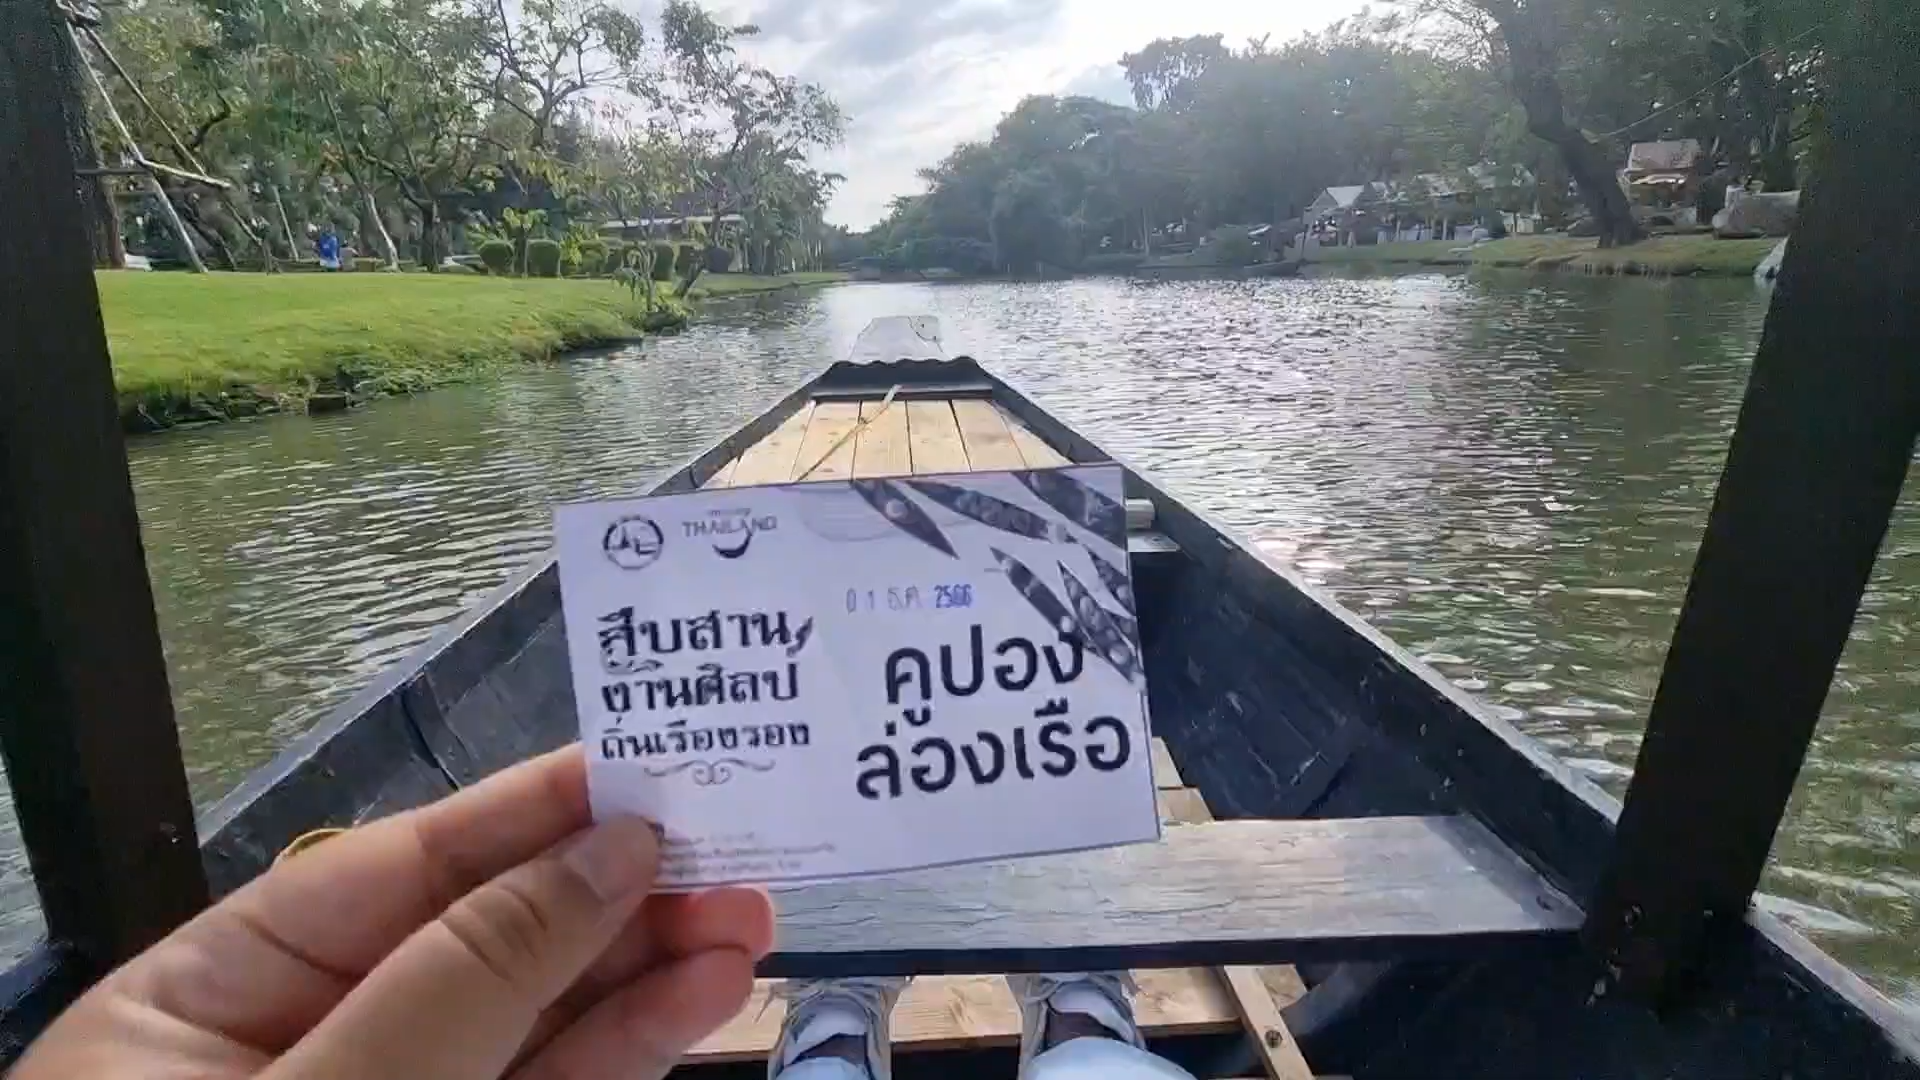 THAILAND
01 ธ.ค. 2566
สืบสาน
งานศิลป์
ถิ่นเรืองรอง
คูปอง
ล่องเรือ